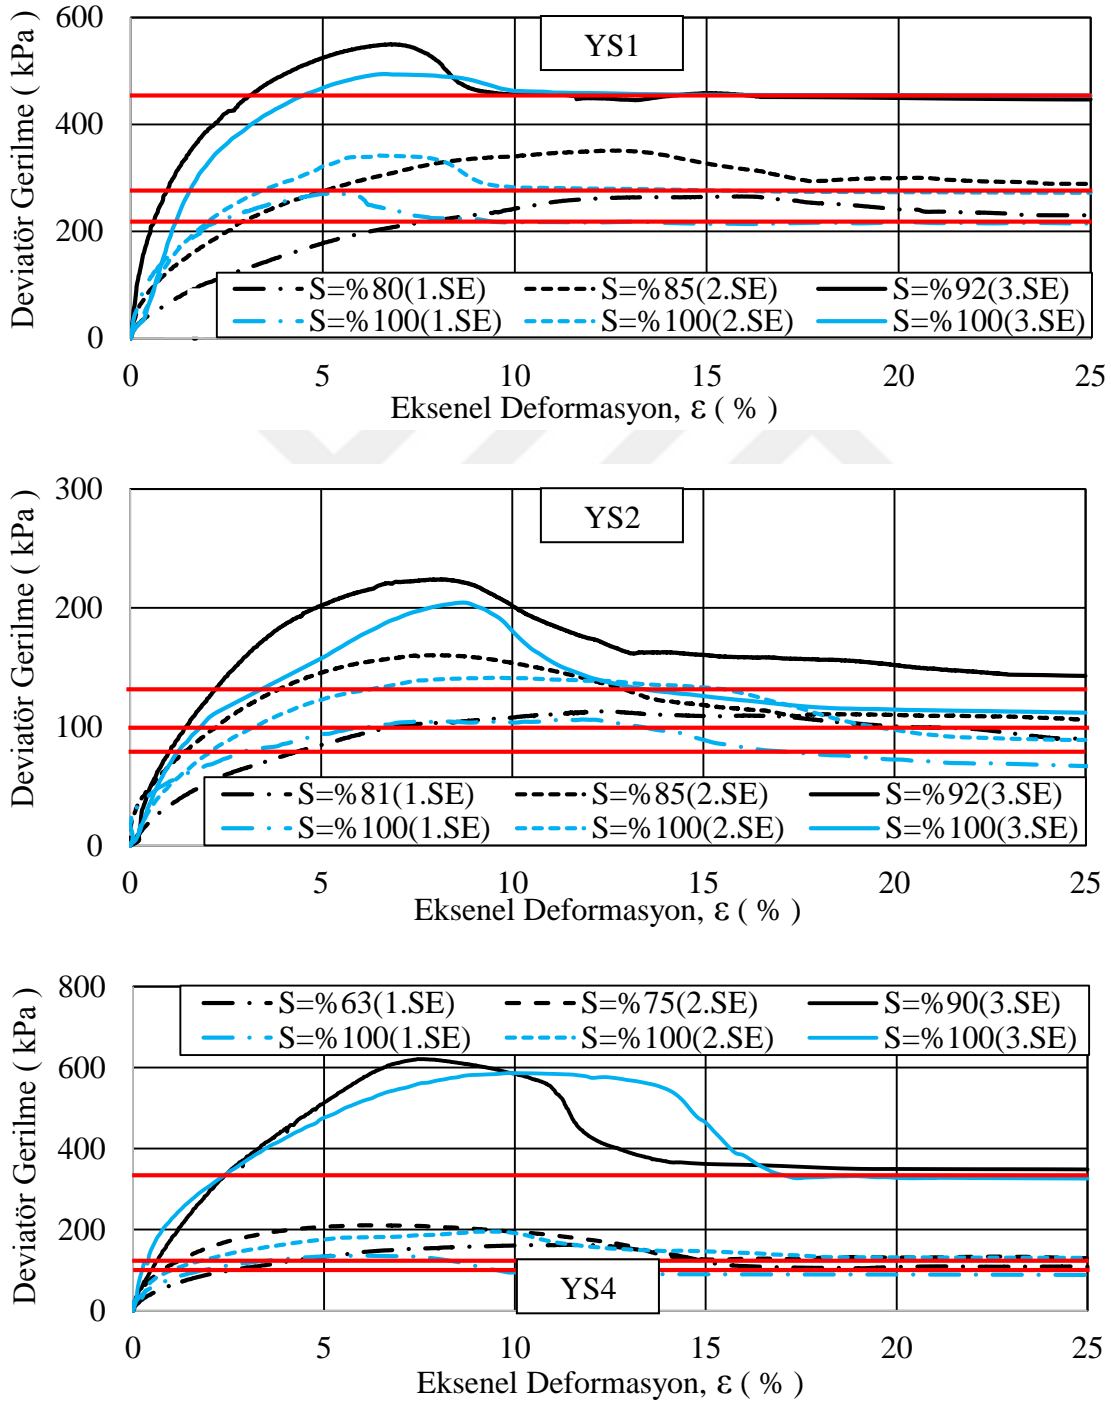 600
400
200
0
Deviatör Gerilme ( kPa )
YS1
S=%80(1.SE) S=%85(2.SE) S=%92(3.SE)
S=%100(1.SE) S=%100(2.SE) S=%100(3.SE)
0 5 10 15 20 25
Eksenel Deformasyon, ε ( % )
300
200
100
0
Deviatör Gerilme ( kPa )
YS2
S=%81(1.SE) S=%85(2.SE) S=%92(3.SE)
S=%100(1.SE) S=%100(2.SE) S=%100(3.SE)
0 5 10 15 20 25
Eksenel Deformasyon, ε ( % )
800
600
400
200
0
Deviatör Gerilme ( kPa )
S=%63(1.SE) S=%75(2.SE) S=%90(3.SE)
S=%100(1.SE) S=%100(2.SE) S=%100(3.SE)
YS4
0 5 10 15 20 25
Eksenel Deformasyon, ε ( % )